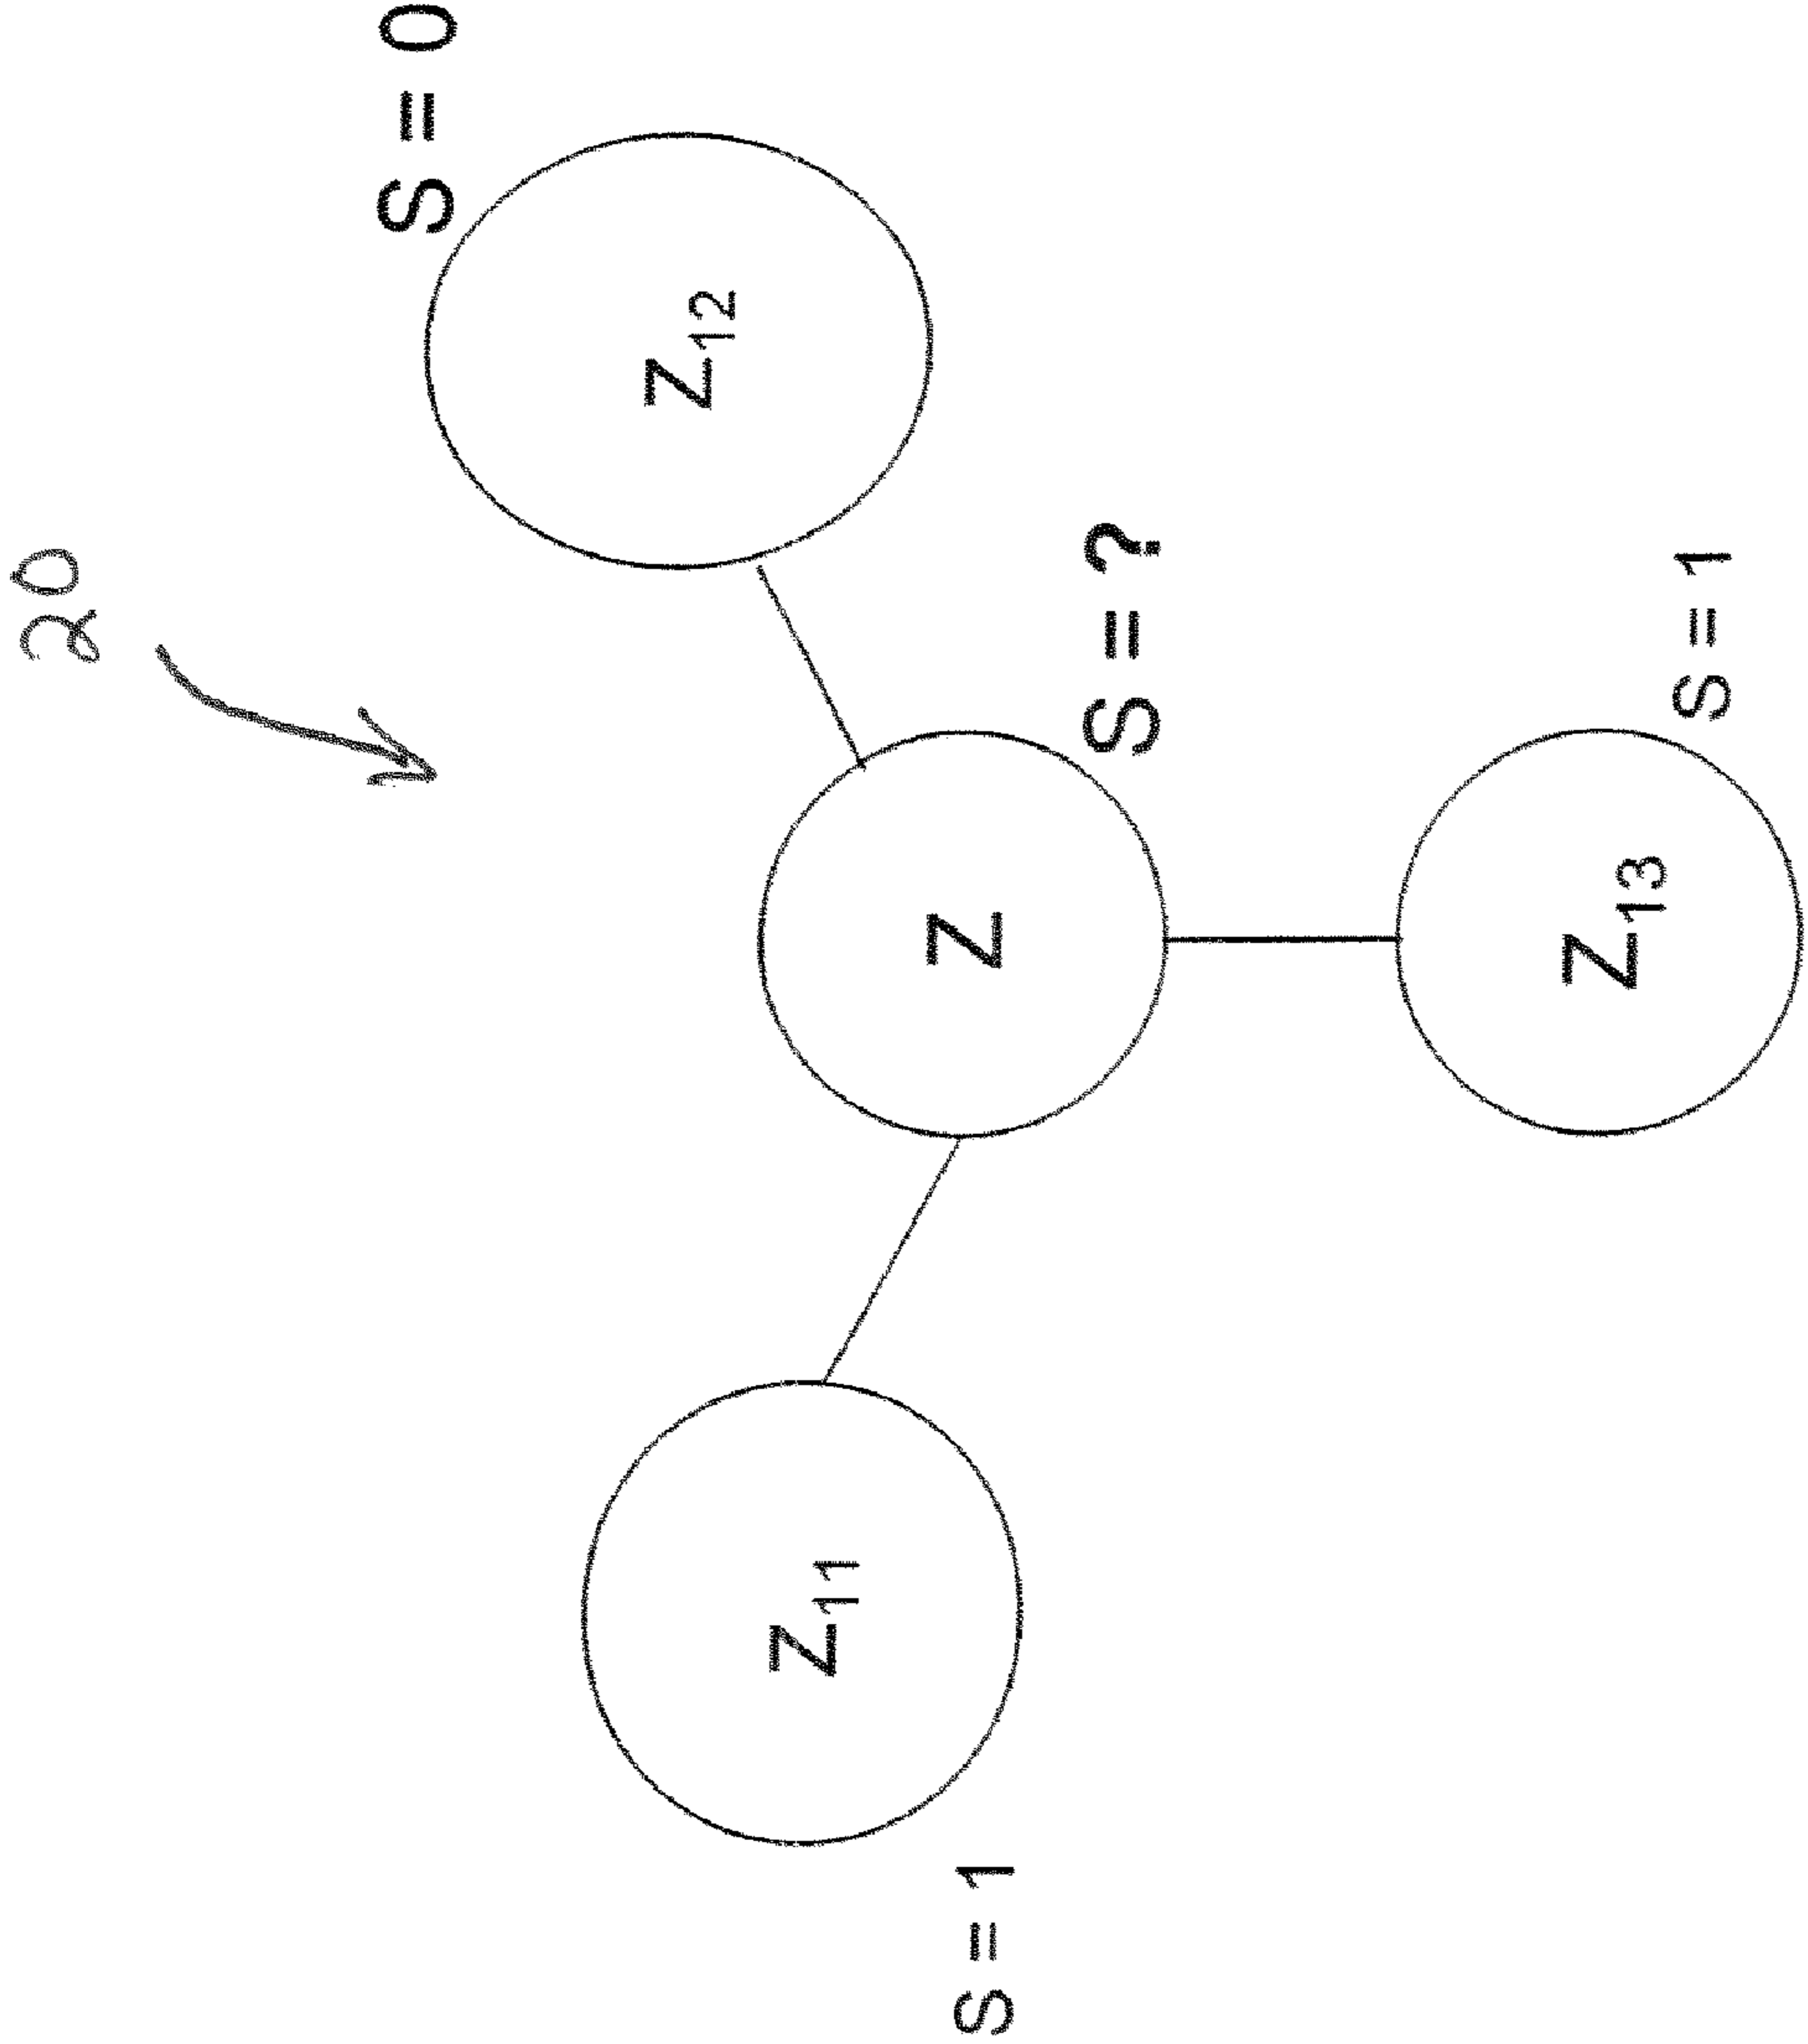 20
S = 0
Z12
Z11
Z
S = 1
S = ?
Z13
S = 1